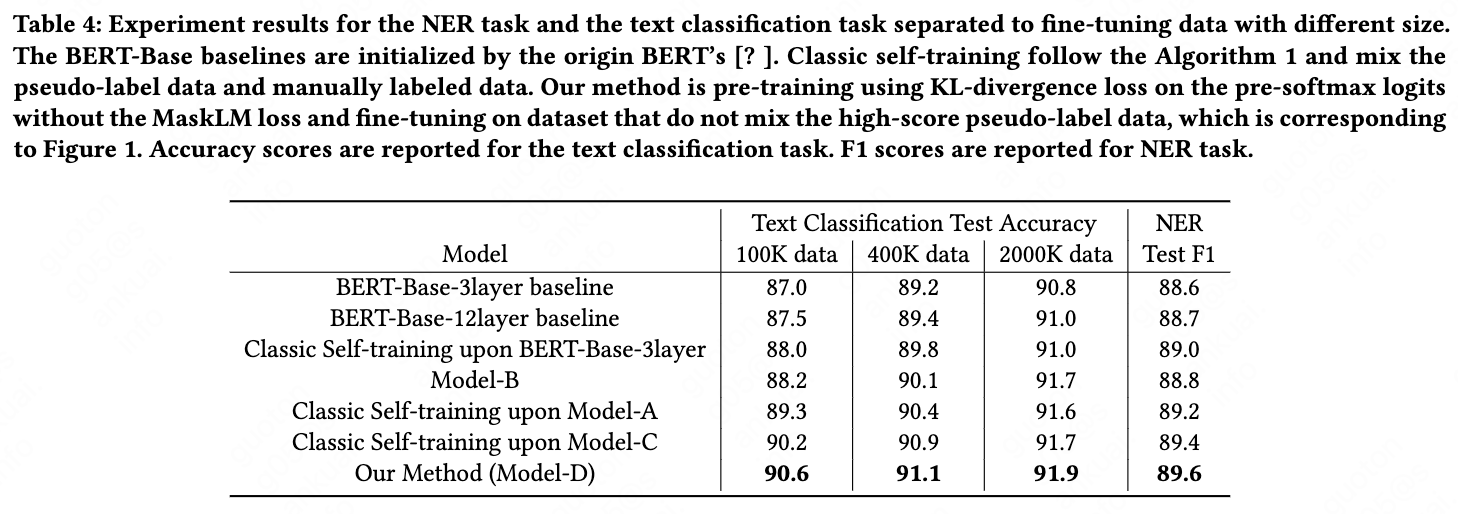 Table 4: Experiment results for the NER task and the text classification task separated to fine-tuning data with different size.
The BERT-Base baselines are initialized by the origin BERT's [? ]. Classic self-training follow the Algorithm 1 and mix the
pseudo-label data and manually labeled data. Our method is pre-training using KL-divergence loss on the pre-softmax logits
without the MaskLM loss and fine-tuning on dataset that do not mix the high-score pseudo-label data, which is corresponding
to Figure 1. Accuracy scores are reported for the text classification task. F1 scores are reported for NER task.
Text Classification Test Accuracy NER
Model 100K data 400K data 2000K data Test F1
BERT-Base-3layer baseline 87.0 89.2 90.8 88.6
BERT-Base-12layer baseline 87.5 89.4 91.0 88.7
Classic Self-training upon BERT-Base-3layer 88.0 89.8 91.0 89.0
Model-B 88.2 90.1 91.7 88.8
Classic Self-training upon Model-A 89.3 90.4 91.6 89.2
Classic Self-training upon Model-C 90.2 90.9 91.7 89.4
Our Method (Model-D) 90.6 91.1 91.9 89.6